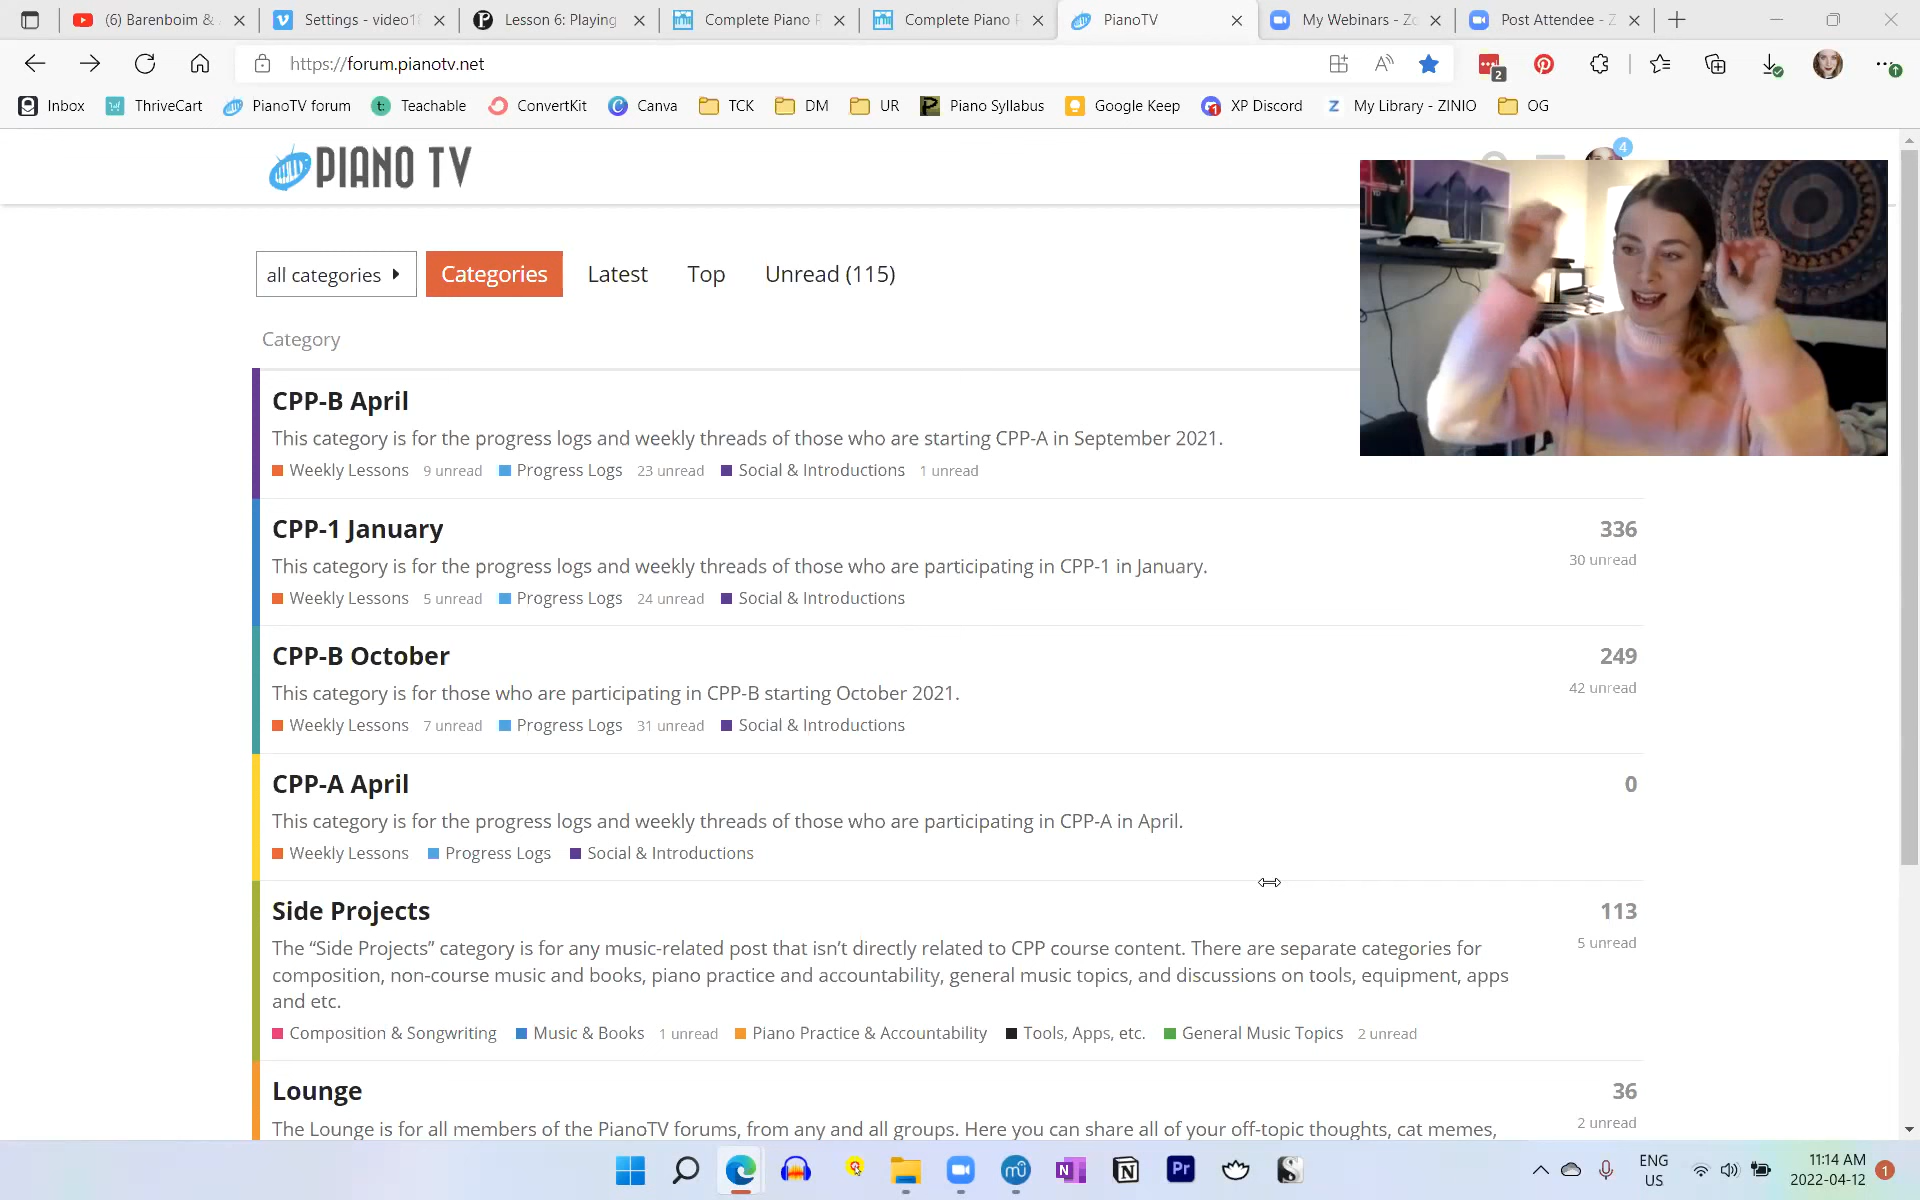 (6) Barenboim &
Settings - video1
Lesson 6: Playing
Complete Piano
Complete Piano
PianoTV
My Webinars - Zo
Post Attendee - Z
https://forum.pianotv.net
2
Inbox
ThriveCart
PianoTV forum
Teachable
ConvertKit
Canva
TCK
DM
UR
Piano Syllabus
Google Keep
XP Discord
My Library - ZINIO
OG
PIANO TV
4
all categories
Categories
Latest
Top
Unread (115)
Category
CPP-B April
This category is for the progress logs and weekly threads of those who are starting CPP-A in September 2021.
Weekly Lessons 9 unread Progress Logs 23 unread Social & Introductions 1 unread
CPP-1 January
336
This category is for the progress logs and weekly threads of those who are participating in CPP-1 in January.
30 unread
Weekly Lessons 5 unread Progress Logs 24 unread Social & Introductions
CPP-B October
249
This category is for those who are participating in CPP-B starting October 2021.
42 unread
Weekly Lessons 7 unread Progress Logs 31 unread Social & Introductions
CPP-A April
0
This category is for the progress logs and weekly threads of those who are participating in CPP-A in April.
Weekly Lessons Progress Logs Social & Introductions
Side Projects
113
The “Side Projects” category is for any music-related post that isn’t directly related to CPP course content. There are separate categories for
5 unread
composition, non-course music and books, piano practice and accountability, general music topics, and discussions on tools, equipment, apps
and etc.
Composition & Songwriting Music & Books 1 unread Piano Practice & Accountability Tools, Apps, etc. General Music Topics 2 unread
Lounge
36
The Lounge is for all members of the PianoTV forums, from any and all groups. Here you can share all of your off-topic thoughts, cat memes,
2 unread
Pr
ENG
US
11:14 AM
2022-04-12
1